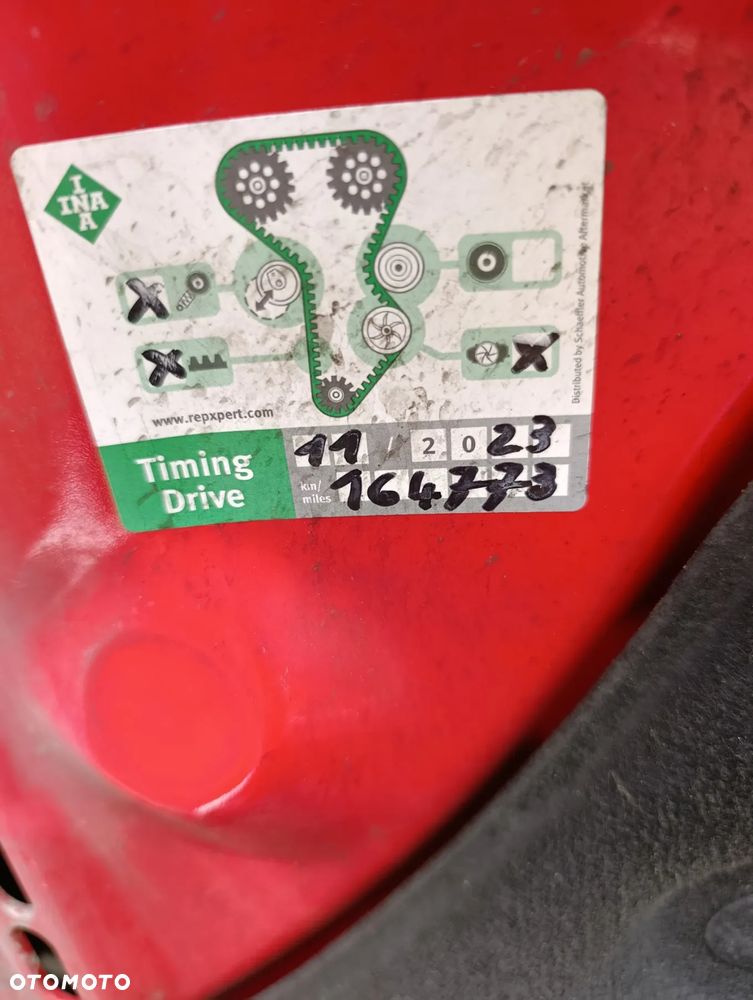 I
INA
A
X
X
X
Distributed by Schaeffler Automotive Aftermarket
www.repxpert.com
Timing
Drive
11 / 2023
km/
miles
164773
OTOMOTO